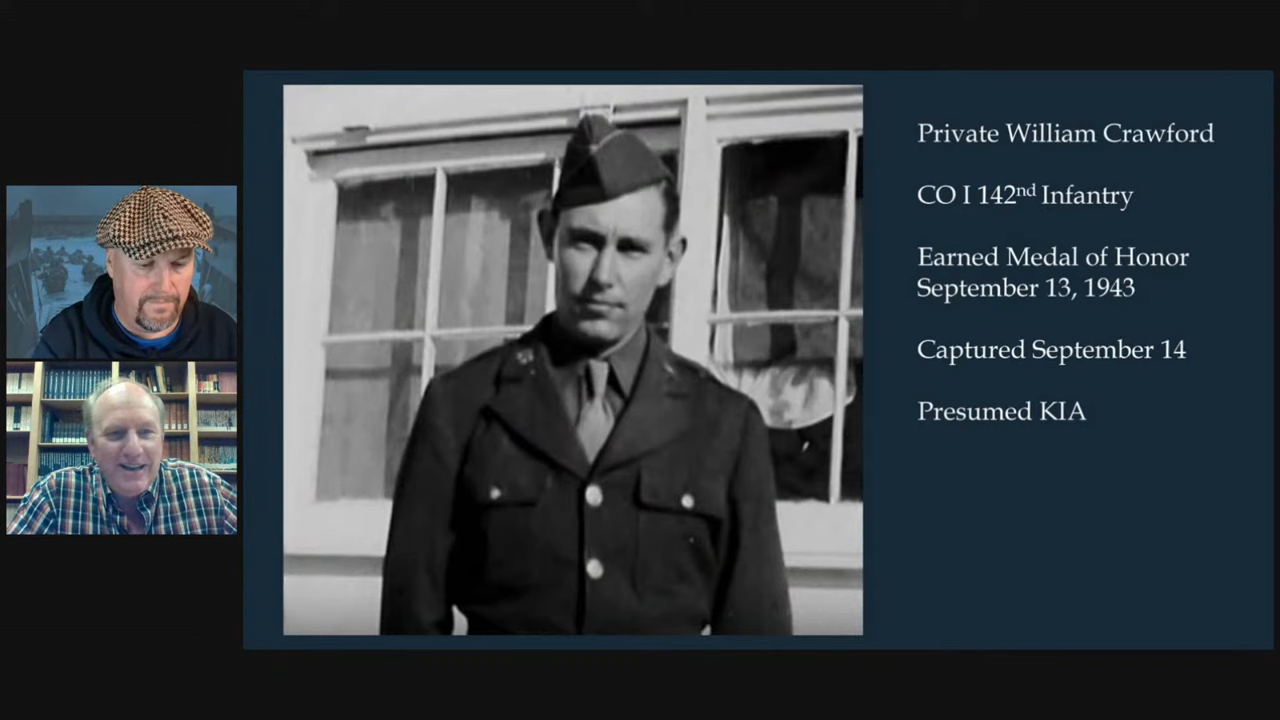 Private William Crawford
CO I 142nd Infantry
Earned Medal of Honor
September 13, 1943
Captured September 14
Presumed KIA